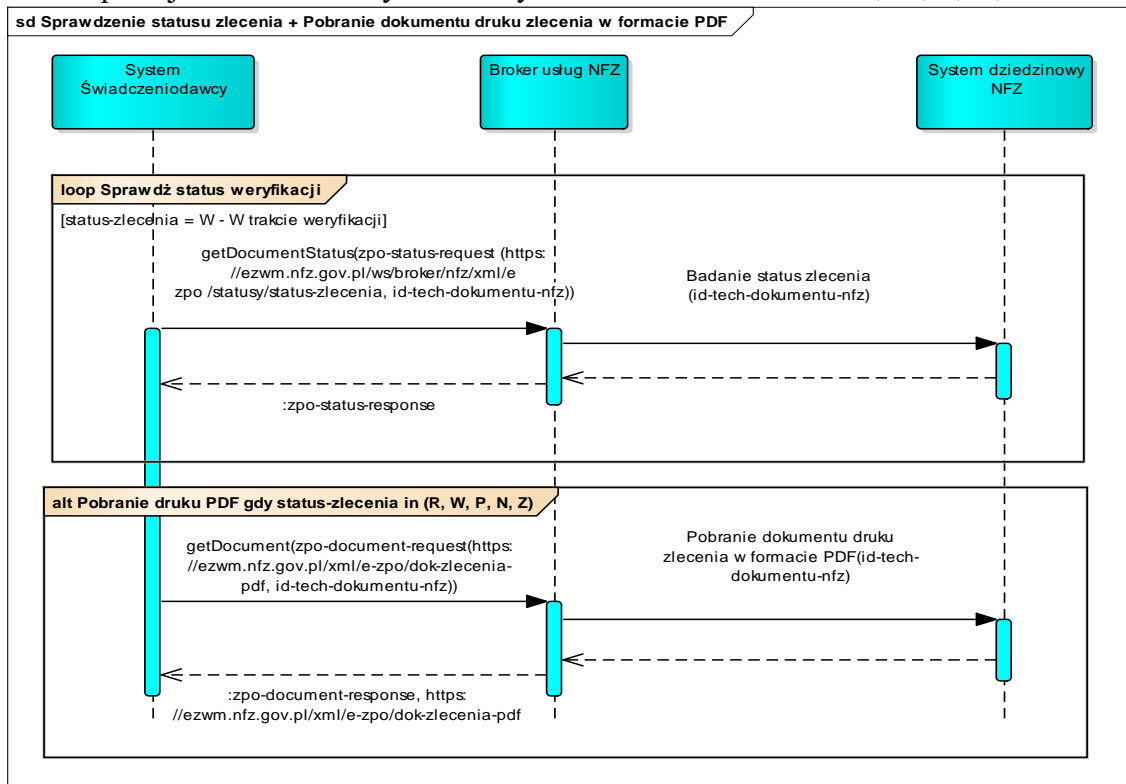 sd Sprawdzenie statusu zlecenia + Pobranie dokumentu druku zlecenia w formacie PDF
System
Świadczeniodawcy
Broker usług NFZ
System dziedzinowy
NFZ
loop Sprawdź status weryfikacji
[status-zlecenia = W - W trakcie weryfikacji]
getDocumentStatus(zpo-status-request (https:
//ezwm.nfz.gov.pl/ws/broker/nfz/xml/e
zpo /statusy/status-zlecenia, id-tech-dokumentu-nfz))
Badanie status zlecenia
(id-tech-dokumentu-nfz)
:zpo-status-response
alt Pobranie druku PDF gdy status-zlecenia in (R, W, P, N, Z)
getDocument(zpo-document-request(https:
//ezwm.nfz.gov.pl/xml/e-zpo/dok-zlecenia-
pdf, id-tech-dokumentu-nfz))
Pobranie dokumentu druku
zlecenia w formacie PDF(id-tech-
dokumentu-nfz)
:zpo-document-response, https:
//ezwm.nfz.gov.pl/xml/e-zpo/dok-zlecenia-pdf